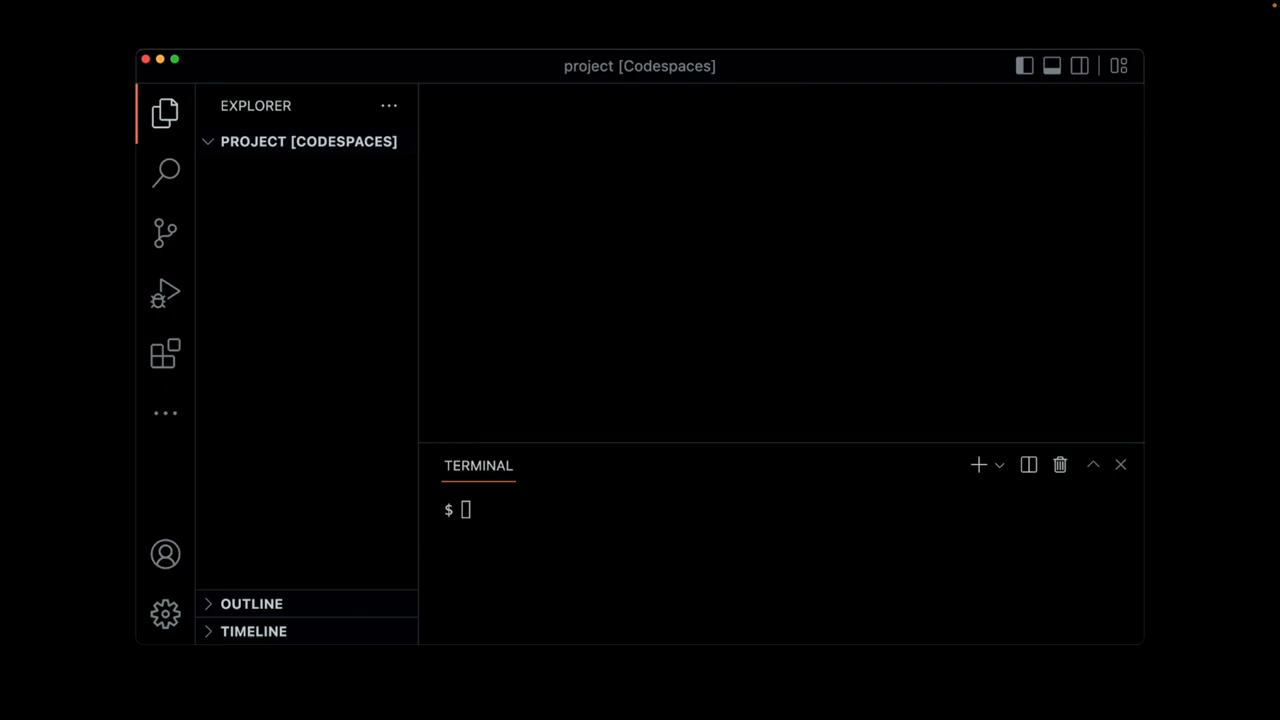 project [Codespaces]
EXPLORER
PROJECT [CODESPACES]
TERMINAL
$
OUTLINE
TIMELINE